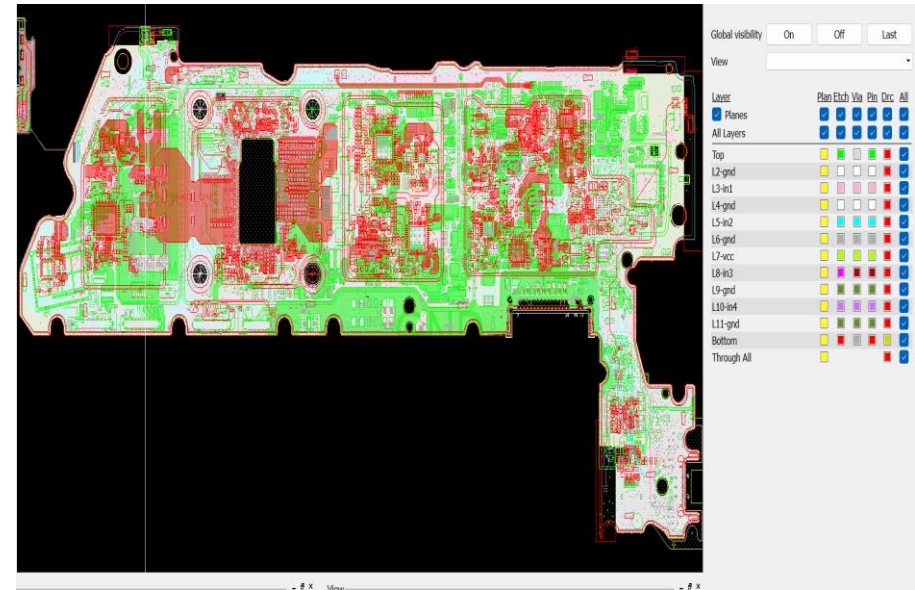 Global visibility On Off Last
View
Layer Plan Etch Via Pin Drc All
Planes
All Layers
Top
L2-gnd
L3-in1
L4-gnd
L5-in2
L6-gnd
L7-vcc
L8-in3
L9-gnd
L10-in4
L11-gnd
Bottom
Through All
View